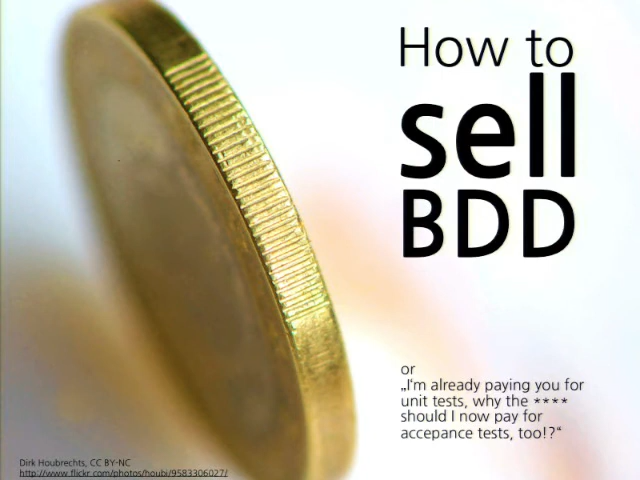 How to
sell
BDD
or
„I'm already paying you for
unit tests, why the ****
should I now pay for
accepance tests, too!?“
Dirk Houbrechts, CC BY-NC
http://www.flickr.com/photos/houbi/9583306027/